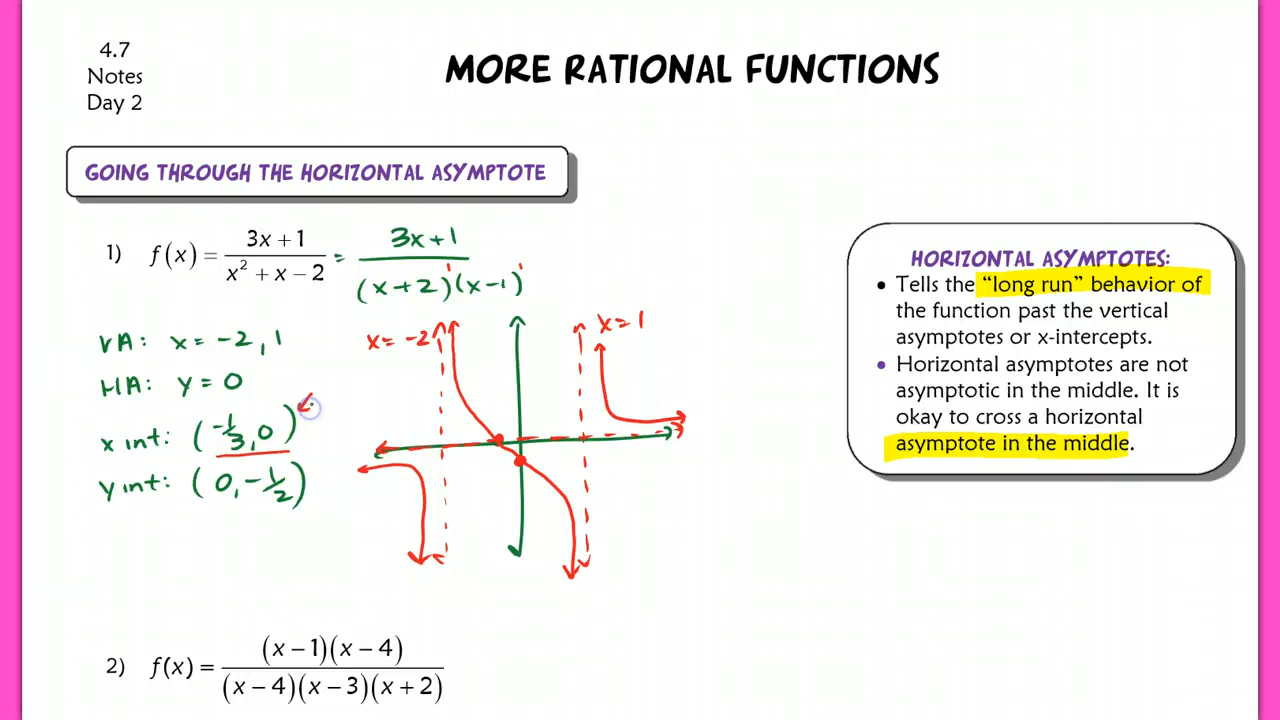 4.7
Notes
Day 2
MORE RATIONAL FUNCTIONS
GOING THROUGH THE HORIZONTAL ASYMPTOTE
1) f(x) = (3x + 1)/(x² + x − 2) = (3x+1)/((x+2)¹(x−1)¹)
VA: x = −2, 1
HA: y = 0
x int: (−1/3, 0)
y int: (0, −1/2)
x = −2
x = 1
HORIZONTAL ASYMPTOTES:
• Tells the “long run” behavior of
the function past the vertical
asymptotes or x-intercepts.
• Horizontal asymptotes are not
asymptotic in the middle. It is
okay to cross a horizontal
asymptote in the middle.
2) f(x) = (x − 1)(x − 4)/((x − 4)(x − 3)(x + 2))